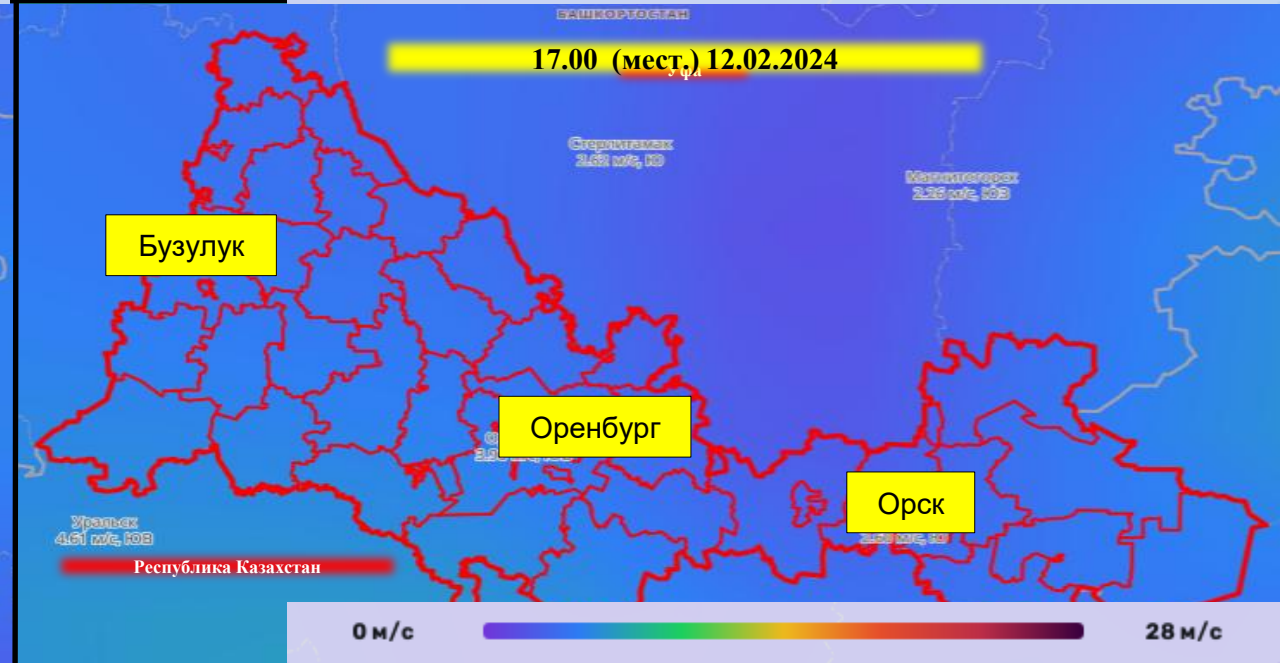 БАШКОРТОСТАН
17.00 (мест.) 12.02.2024
Уфа
Стерлитамак
2.62 м/с, Ю
Магнитогорск
2.26 м/с, ЮЗ
Бузулук
Оренбург
Орск
Уральск
4.61 м/с, ЮВ
Республика Казахстан
0 м/с
28 м/с